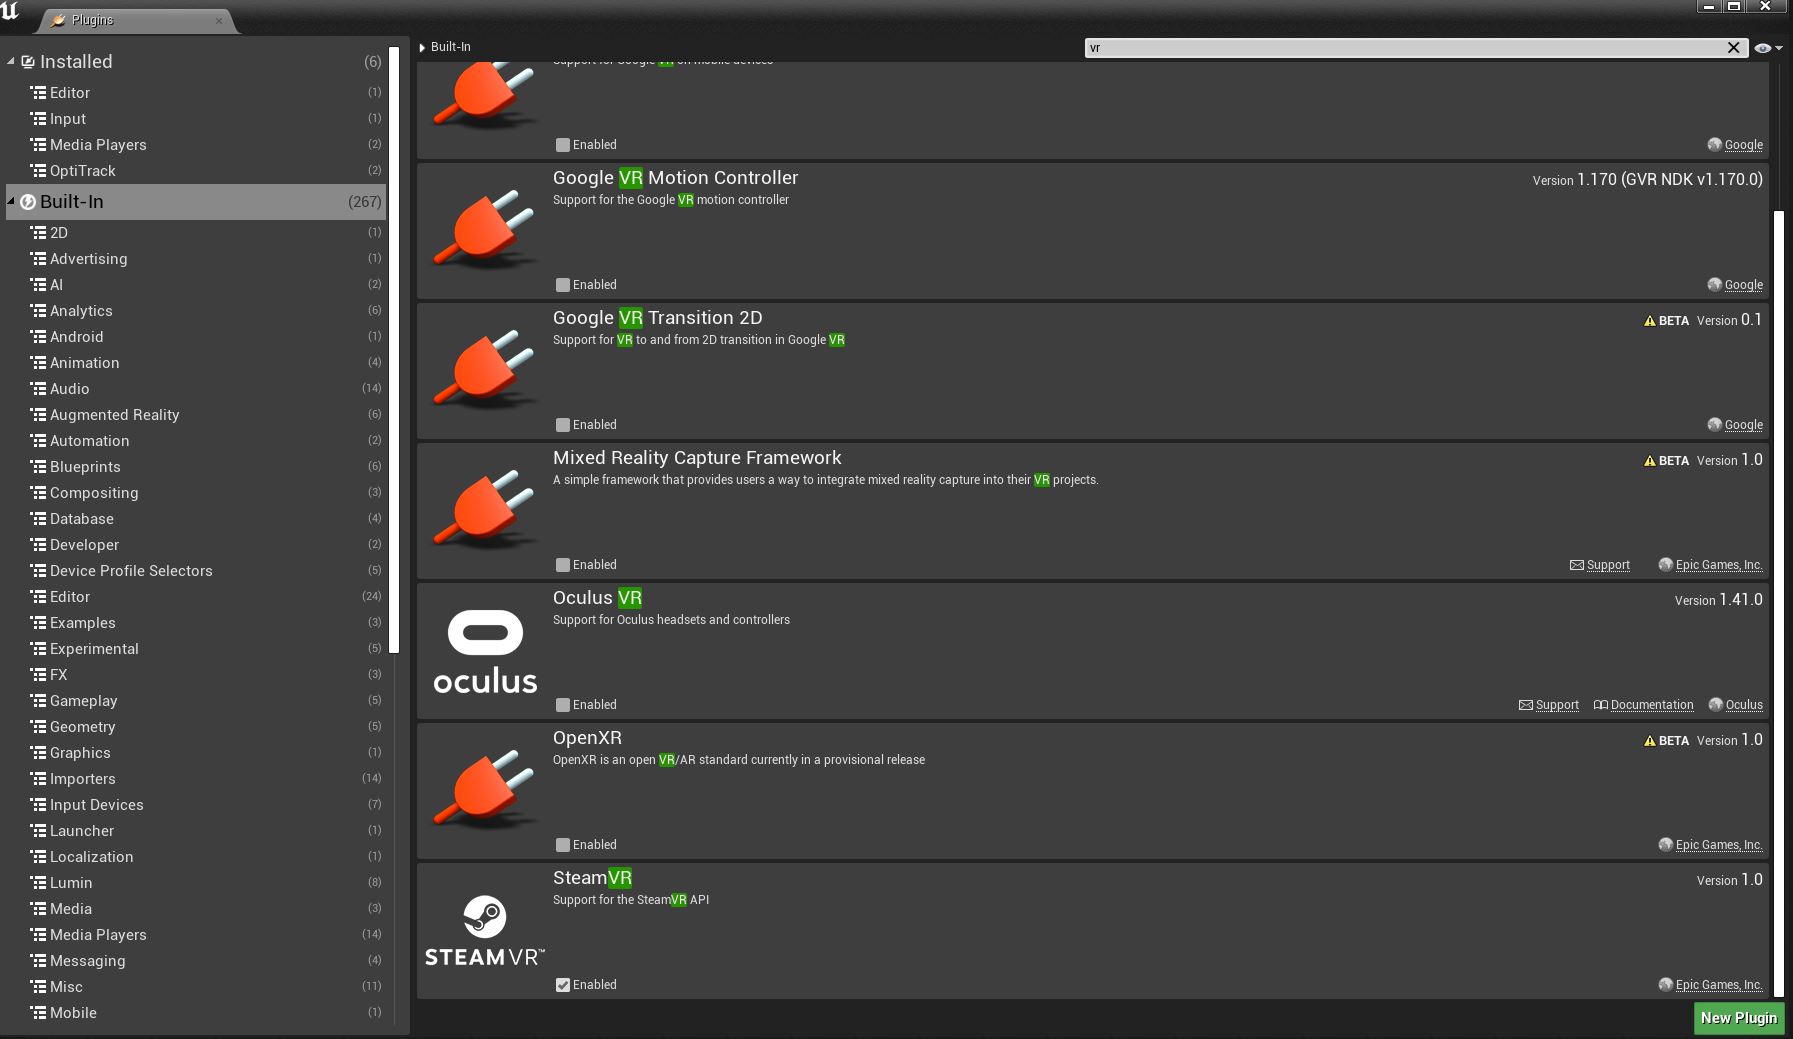 Plugins
Installed (6)
Editor (1)
Input (1)
Media Players (2)
OptiTrack (2)
Built-In (267)
2D (1)
Advertising (1)
AI (2)
Analytics (6)
Android (1)
Animation (4)
Audio (14)
Augmented Reality (6)
Automation (2)
Blueprints (6)
Compositing (3)
Database (4)
Developer (2)
Device Profile Selectors (5)
Editor (24)
Examples (3)
Experimental (5)
FX (3)
Gameplay (5)
Geometry (5)
Graphics (1)
Importers (14)
Input Devices (7)
Launcher (1)
Localization (1)
Lumin (8)
Media (3)
Media Players (14)
Messaging (4)
Misc (11)
Mobile (1)
Built-In
vr
Support for Google VR on mobile devices
Enabled
Google
Google VR Motion Controller
Version 1.170 (GVR NDK v1.170.0)
Support for the Google VR motion controller
Enabled
Google
Google VR Transition 2D
BETA Version 0.1
Support for VR to and from 2D transition in Google VR
Enabled
Google
Mixed Reality Capture Framework
BETA Version 1.0
A simple framework that provides users a way to integrate mixed reality capture into their VR projects.
Enabled
Support Epic Games, Inc.
oculus
Oculus VR
Version 1.41.0
Support for Oculus headsets and controllers
Enabled
Support Documentation Oculus
OpenXR
BETA Version 1.0
OpenXR is an open VR/AR standard currently in a provisional release
Enabled
Epic Games, Inc.
STEAMVR™
SteamVR
Version 1.0
Support for the SteamVR API
Enabled
Epic Games, Inc.
New Plugin